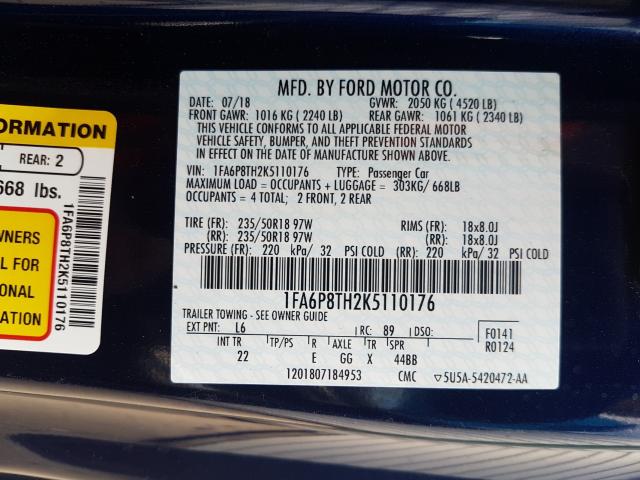 ORMATION
REAR: 2
668 lbs.
WNERS
L FOR
ONAL
ATION
1FA6P8TH2K5110176
MFD. BY FORD MOTOR CO.
DATE: 07/18 GVWR: 2050 KG ( 4520 LB)
FRONT GAWR: 1016 KG ( 2240 LB) REAR GAWR: 1061 KG ( 2340 LB)
THIS VEHICLE CONFORMS TO ALL APPLICABLE FEDERAL MOTOR
VEHICLE SAFETY, BUMPER, AND THEFT PREVENTION STANDARDS
IN EFFECT ON THE DATE OF MANUFACTURE SHOWN ABOVE.
VIN: 1FA6P8TH2K5110176 TYPE: Passenger Car
MAXIMUM LOAD = OCCUPANTS + LUGGAGE = 303KG/ 668LB
OCCUPANTS = 4 TOTAL; 2 FRONT, 2 REAR
TIRE (FR): 235/50R18 97W RIMS (FR): 18x8.0J
(RR): 235/50R18 97W (RR): 18x8.0J
PRESSURE (FR): 220 kPa/ 32 PSI COLD (RR): 220 kPa/ 32 PSI COLD
1FA6P8TH2K5110176
TRAILER TOWING - SEE OWNER GUIDE
EXT PNT: L6 RC: 89 DSO: F0141
INT TR TP/PS R AXLE TR SPR R0124
22 E GG X 44BB
1201807184953 CMC ▽5U5A-5420472-AA